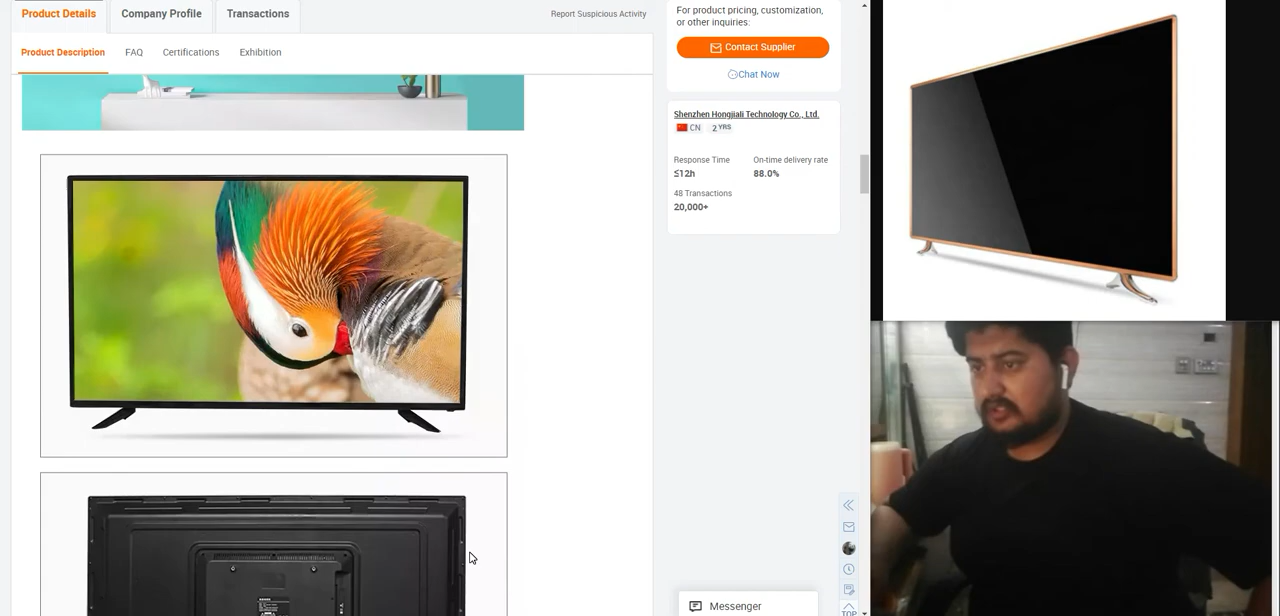 Product Details
Company Profile
Transactions
Report Suspicious Activity
Product Description
FAQ
Certifications
Exhibition
For product pricing, customization,
or other inquiries:
Contact Supplier
Chat Now
Shenzhen Hongjiali Technology Co., Ltd.
CN 2 YRS
Response Time
On-time delivery rate
≤12h
88.0%
48 Transactions
20,000+
TOP
Messenger